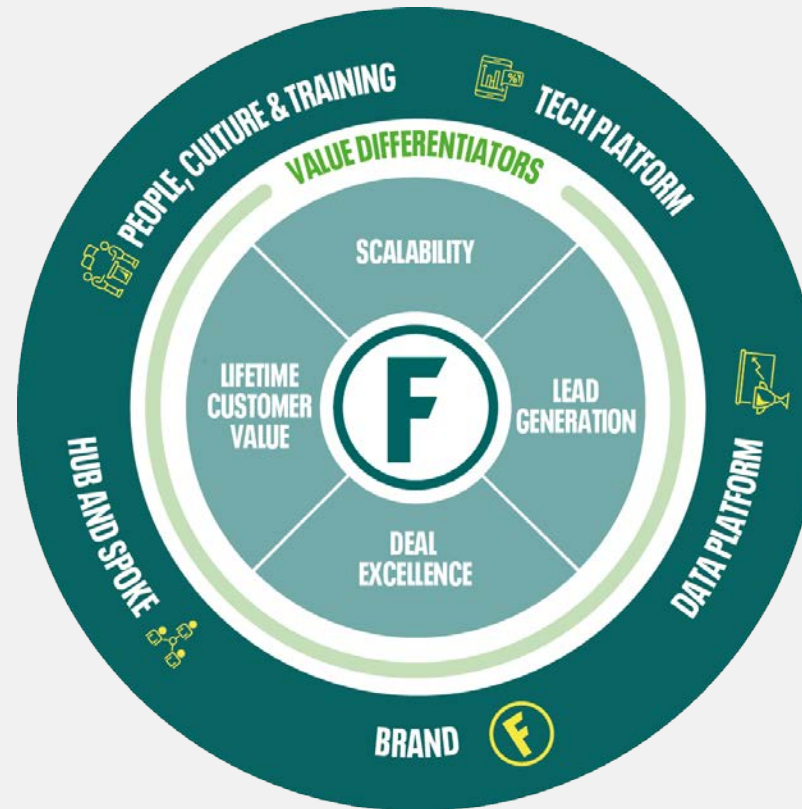 PEOPLE, CULTURE & TRAINING
%
TECH PLATFORM
VALUE DIFFERENTIATORS
SCALABILITY
LIFETIME
CUSTOMER
VALUE
F
LEAD
GENERATION
DEAL
EXCELLENCE
HUB AND SPOKE
DATA PLATFORM
BRAND
F